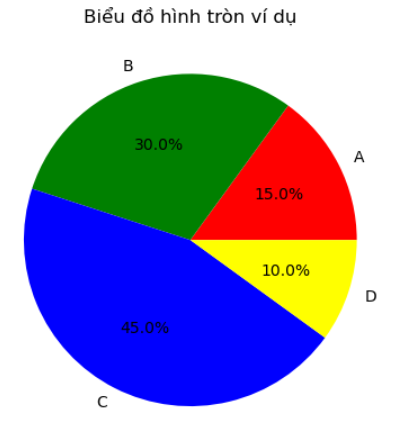 Biểu đồ hình tròn ví dụ
B
30.0%
A
15.0%
10.0%
D
45.0%
C